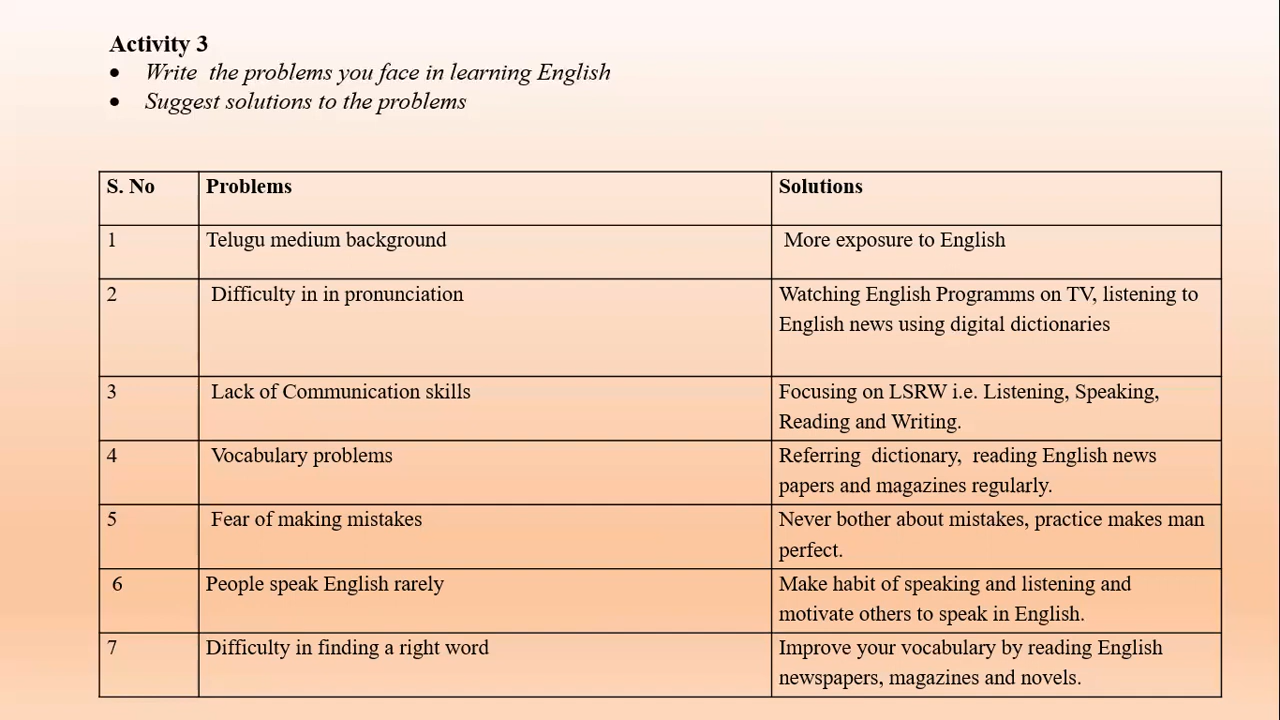 Activity 3
• Write the problems you face in learning English
• Suggest solutions to the problems
S. No Problems Solutions
1 Telugu medium background More exposure to English
2 Difficulty in in pronunciation Watching English Programms on TV, listening to
English news using digital dictionaries
3 Lack of Communication skills Focusing on LSRW i.e. Listening, Speaking,
Reading and Writing.
4 Vocabulary problems Referring dictionary, reading English news
papers and magazines regularly.
5 Fear of making mistakes Never bother about mistakes, practice makes man
perfect.
6 People speak English rarely Make habit of speaking and listening and
motivate others to speak in English.
7 Difficulty in finding a right word Improve your vocabulary by reading English
newspapers, magazines and novels.